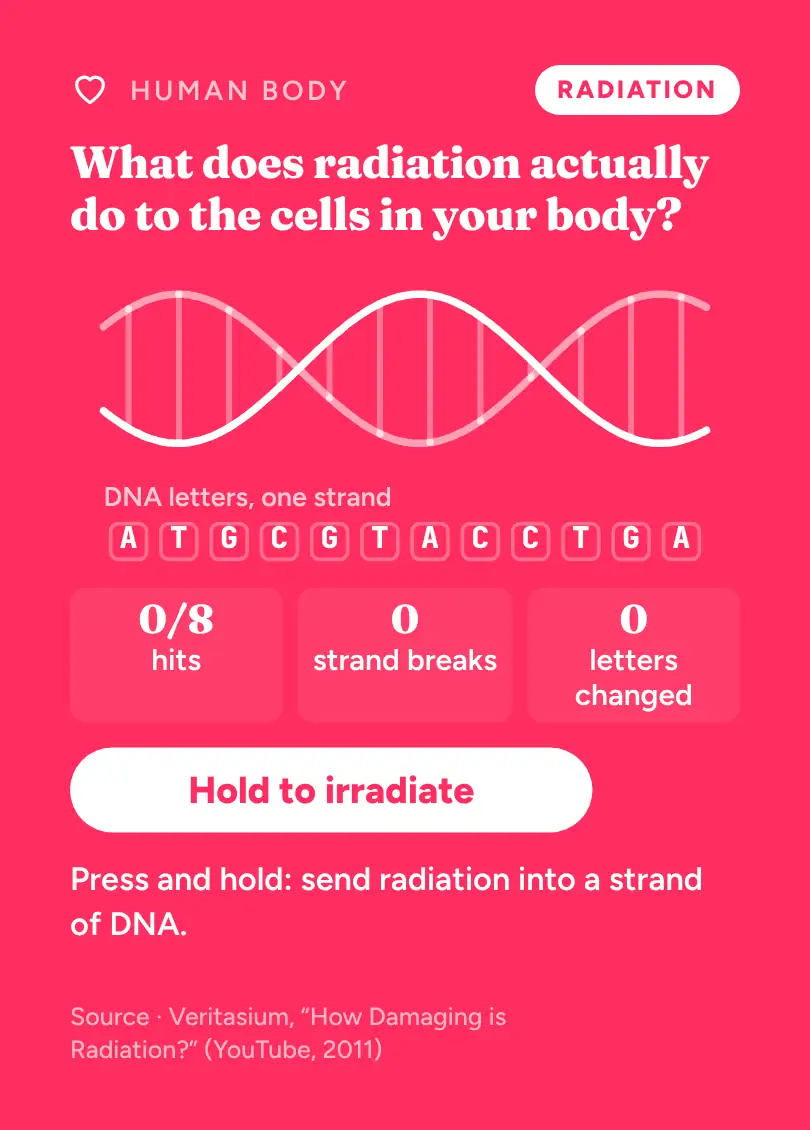 HUMAN BODY
RADIATION
What does radiation actually
do to the cells in your body?
DNA letters, one strand
A T G C G T A C C T G A
0/8
hits
0
strand breaks
0
letters
changed
Hold to irradiate
Press and hold: send radiation into a strand
of DNA.
Source · Veritasium, “How Damaging is
Radiation?” (YouTube, 2011)